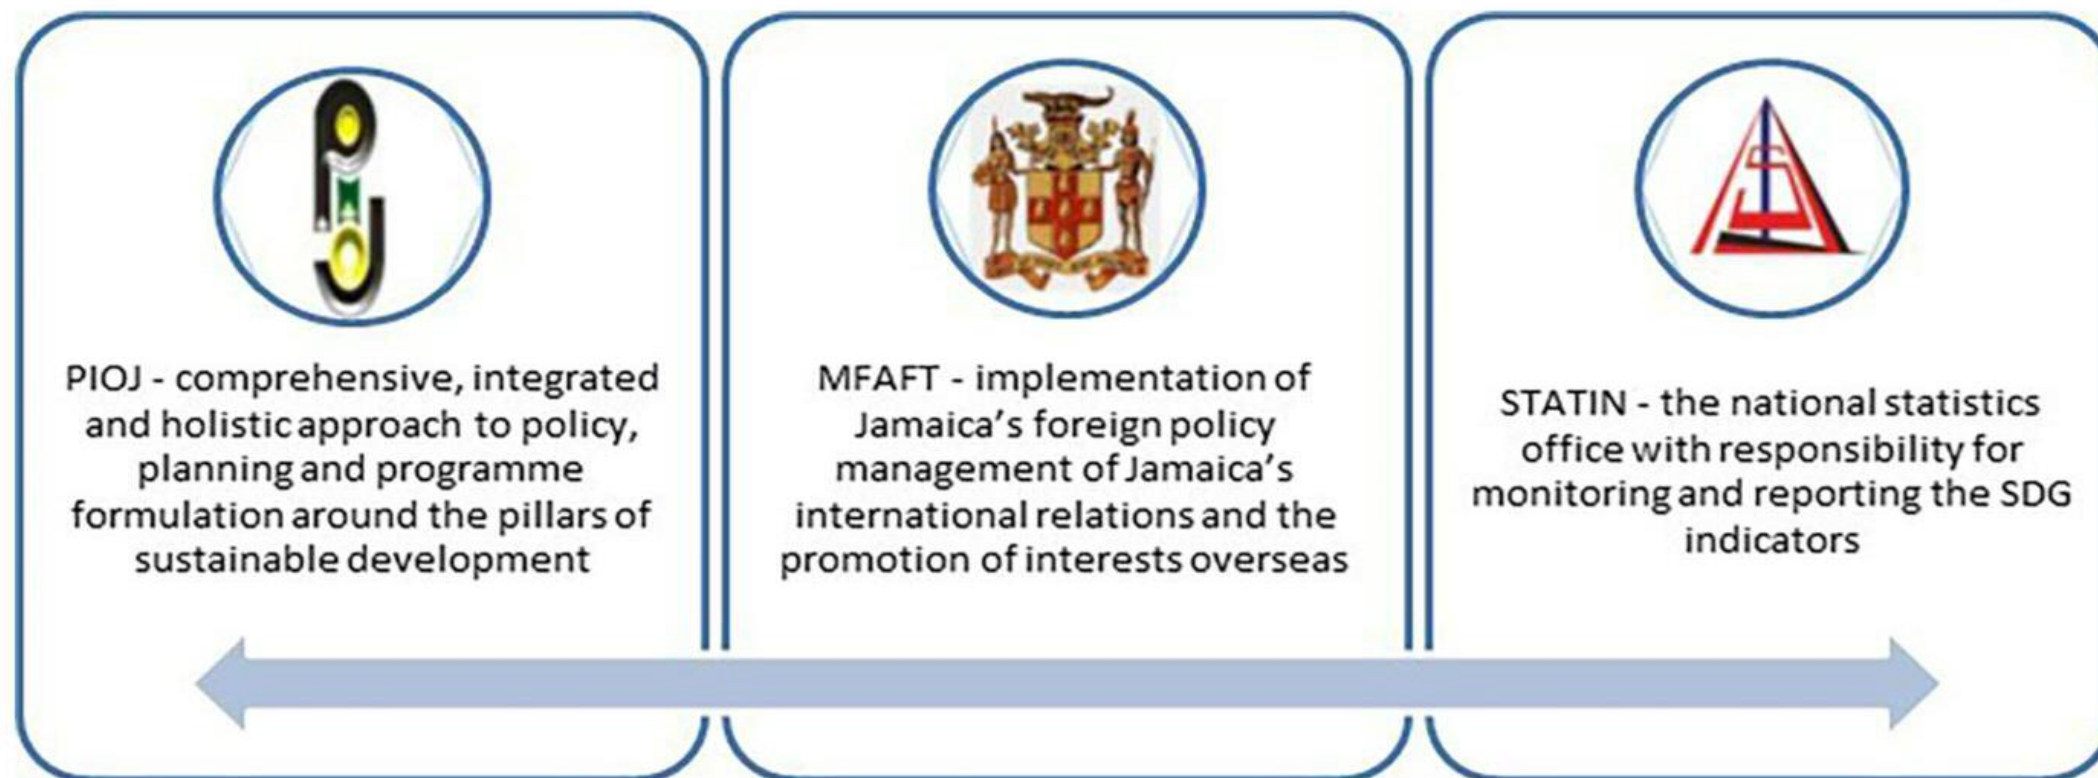 PIOJ - comprehensive, integrated
and holistic approach to policy,
planning and programme
formulation around the pillars of
sustainable development
MFAFT - implementation of
Jamaica’s foreign policy
management of Jamaica’s
international relations and the
promotion of interests overseas
STATIN - the national statistics
office with responsibility for
monitoring and reporting the SDG
indicators